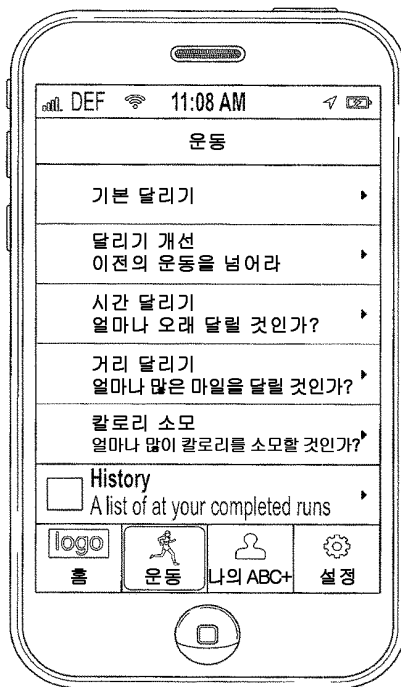 DEF 11:08 AM
운동
기본 달리기
달리기 개선
이전의 운동을 넘어라
시간 달리기
얼마나 오래 달릴 것인가?
거리 달리기
얼마나 많은 마일을 달릴 것인가?
칼로리 소모
얼마나 많이 칼로리를 소모할 것인가?
History
A list of at your completed runs
logo
홈 운동 나의 ABC+ 설정